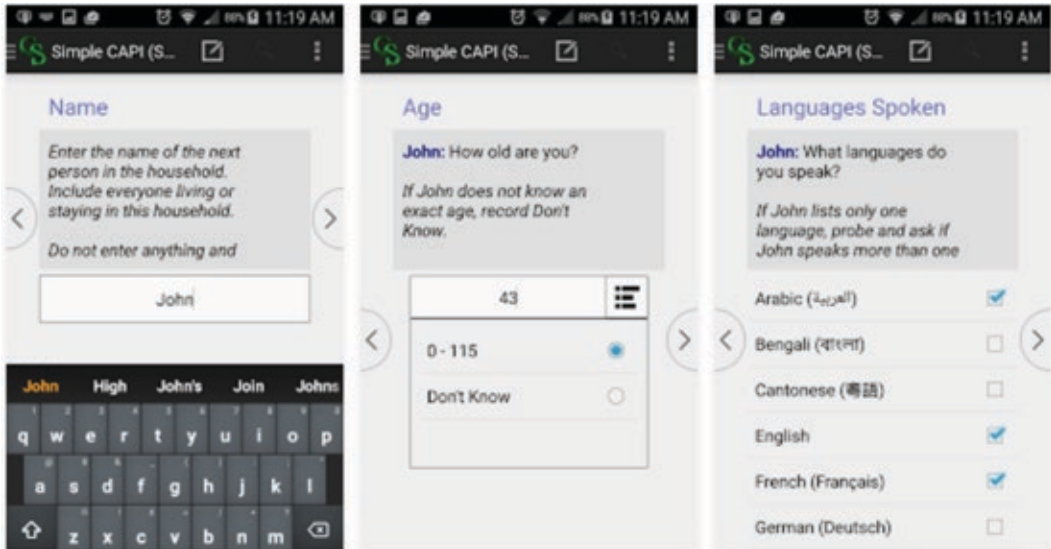 88% 11:19 AM
Simple CAPI (S...
Name
Enter the name of the next
person in the household.
Include everyone living or
staying in this household.
Do not enter anything and
John
John High John's Join Johns
q w e r t y u i o p
a s d f g h j k l
z x c v b n m
88% 11:19 AM
Simple CAPI (S...
Age
John: How old are you?
If John does not know an
exact age, record Don't
Know.
43
0 - 115
Don't Know
88% 11:19 AM
Simple CAPI (S...
Languages Spoken
John: What languages do
you speak?
If John lists only one
language, probe and ask if
John speaks more than one
Arabic (العربية)
Bengali (বাংলা)
Cantonese (粵語)
English
French (Français)
German (Deutsch)